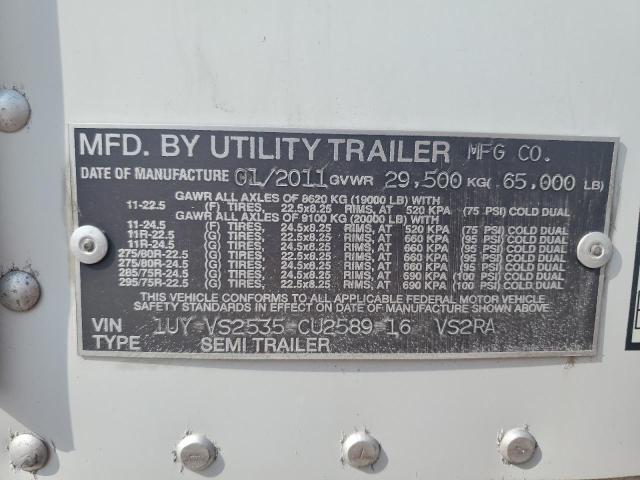 MFD. BY UTILITY TRAILER MFG CO.
DATE OF MANUFACTURE 01/2011 GVWR 29,500 KG( 65,000 LB)
GAWR ALL AXLES OF 8620 KG (19000 LB) WITH
11-22.5 (F) TIRES, 22.5x8.25 RIMS, AT 520 KPA (75 PSI) COLD DUAL
GAWR ALL AXLES OF 9100 KG (20000 LB) WITH
11-24.5 (F) TIRES, 24.5x8.25 RIMS, AT 520 KPA (75 PSI) COLD DUAL
11R-22.5 (G) TIRES, 22.5x8.25 RIMS, AT 660 KPA (95 PSI) COLD DUAL
11R-24.5 (G) TIRES, 24.5x8.25 RIMS, AT 660 KPA (95 PSI) COLD DUAL
275/80R-22.5 (G) TIRES, 22.5x8.25 RIMS, AT 660 KPA (95 PSI) COLD DUAL
275/80R-24.5 (G) TIRES, 24.5x8.25 RIMS, AT 660 KPA (95 PSI) COLD DUAL
285/75R-24.5 (G) TIRES, 24.5x8.25 RIMS, AT 690 KPA (100 PSI) COLD DUAL
295/75R-22.5 (G) TIRES, 22.5x8.25 RIMS, AT 690 KPA (100 PSI) COLD DUAL
THIS VEHICLE CONFORMS TO ALL APPLICABLE FEDERAL MOTOR VEHICLE
SAFETY STANDARDS IN EFFECT ON DATE OF MANUFACTURE SHOWN ABOVE.
VIN 1UY-VS2535-CU2589-16 VS2RA
TYPE SEMI TRAILER